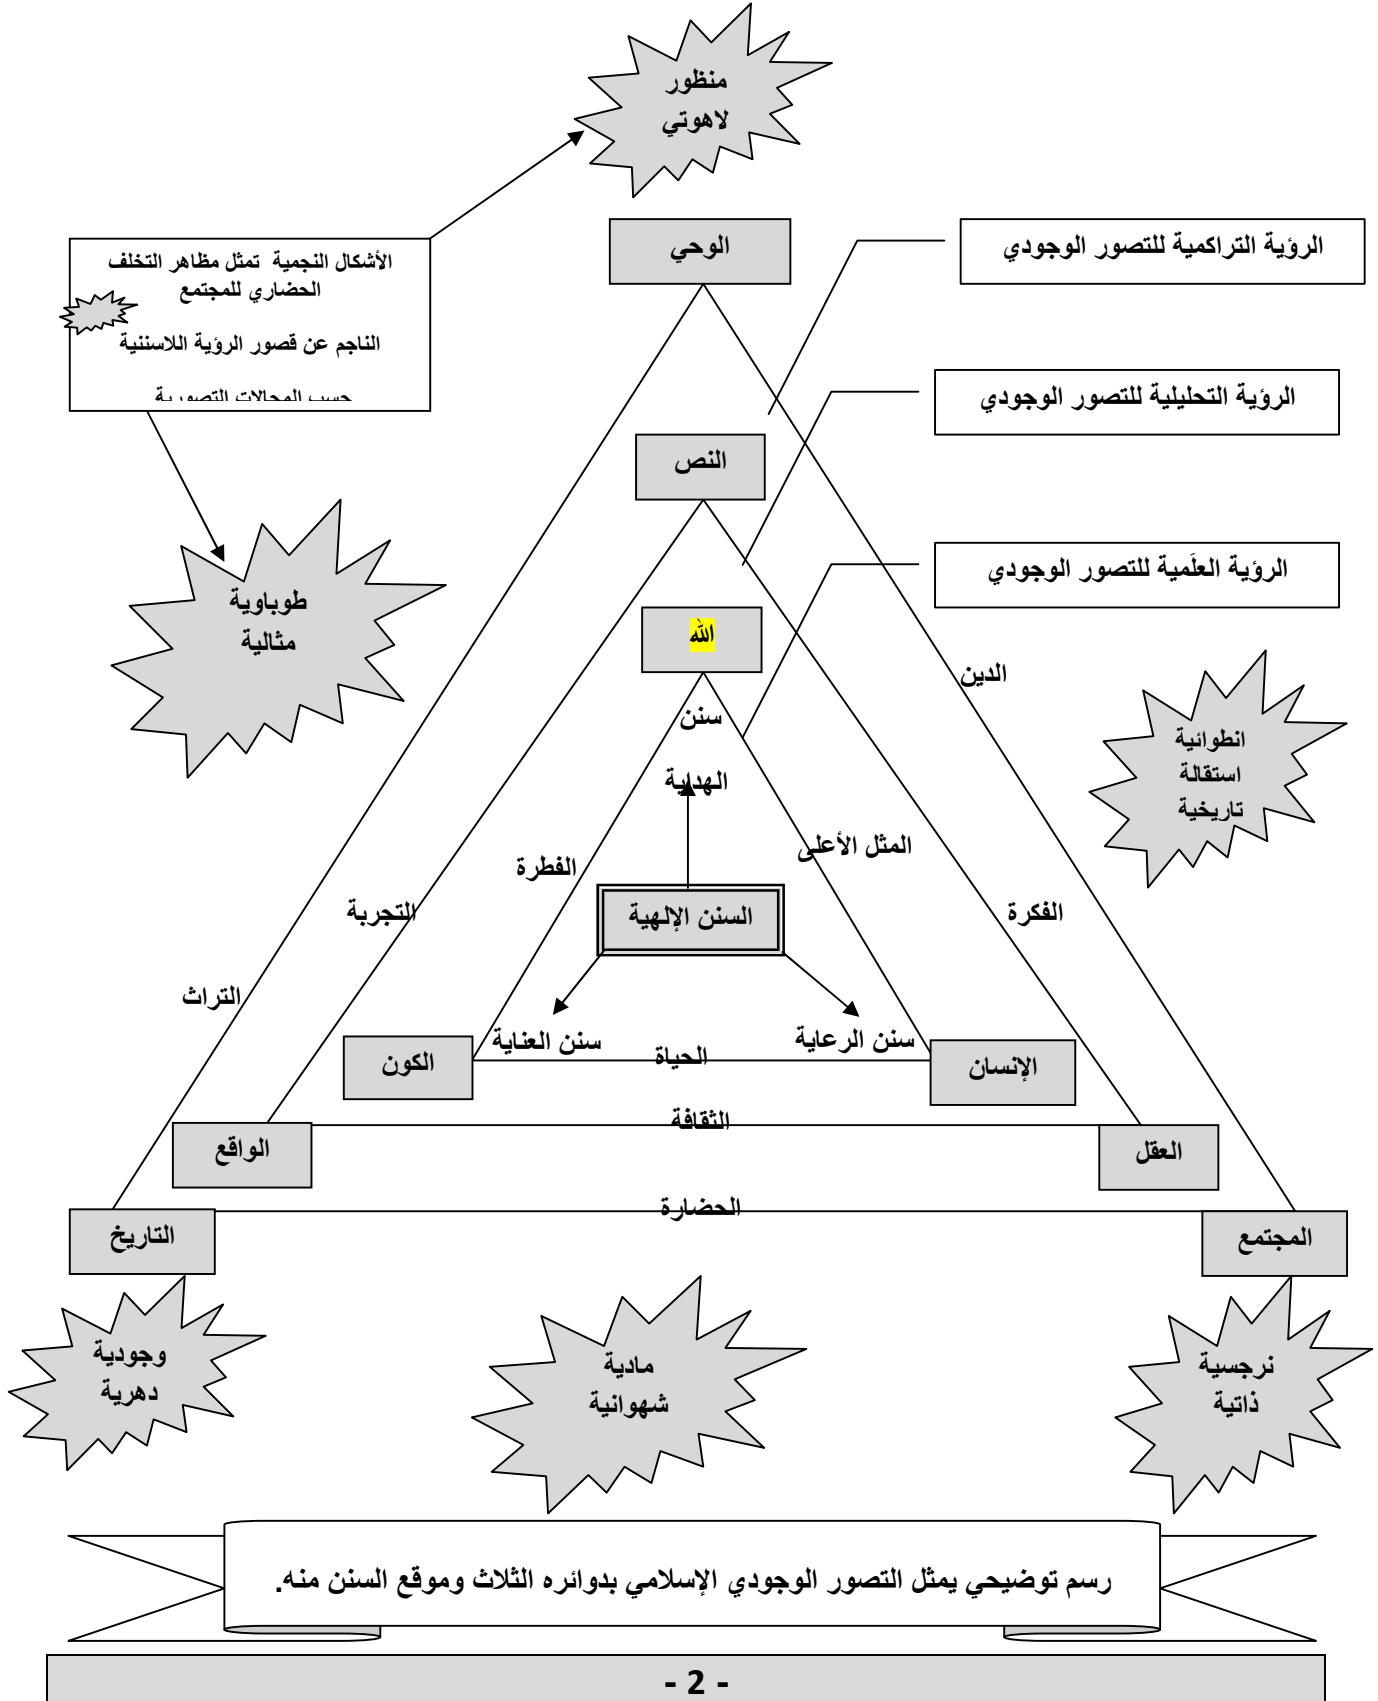 منظور
لاهوتي
الوحي
الرؤية التراكمية للتصور الوجودي
الأشكال النجمية تمثل مظاهر التخلف
الحضاري للمجتمع
الناجم عن قصور الرؤية اللاسننية
حسب المجالات التصورية
الرؤية التحليلية للتصور الوجودي
النص
الرؤية العلَمية للتصور الوجودي
طوباوية
مثالية
الله
الدين
سنن
الهداية
انطوائية
استقالة
تاريخية
المثل الأعلى
الفطرة
السنن الإلهية
التجربة
الفكرة
التراث
سنن العناية
سنن الرعاية
الحياة
الكون
الإنسان
الثقافة
الواقع
العقل
الحضارة
التاريخ
المجتمع
وجودية
دهرية
مادية
شهوانية
نرجسية
ذاتية
رسم توضيحي يمثل التصور الوجودي الإسلامي بدوائره الثلاث وموقع السنن منه.
- 2 -